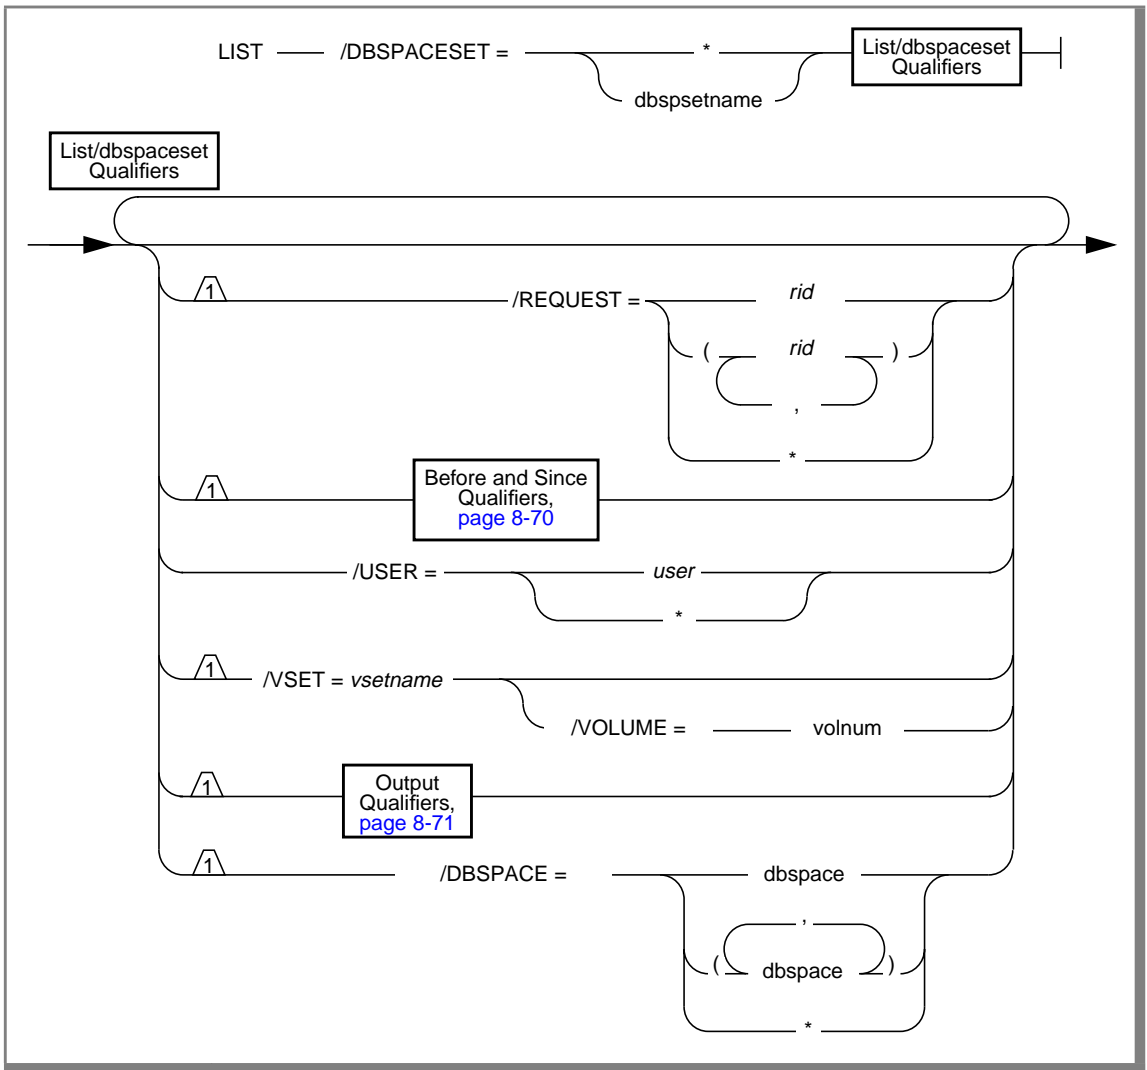 LIST /DBSPACESET = * List/dbspaceset Qualifiers
dbspsetname
List/dbspaceset
Qualifiers
1 /REQUEST = rid
( rid )
,
*
1 Before and Since
Qualifiers,
page 8-70
/USER = user
*
1 /VSET = vsetname
/VOLUME = volnum
1 Output
Qualifiers,
page 8-71
1 /DBSPACE = dbspace
,
( dbspace )
*